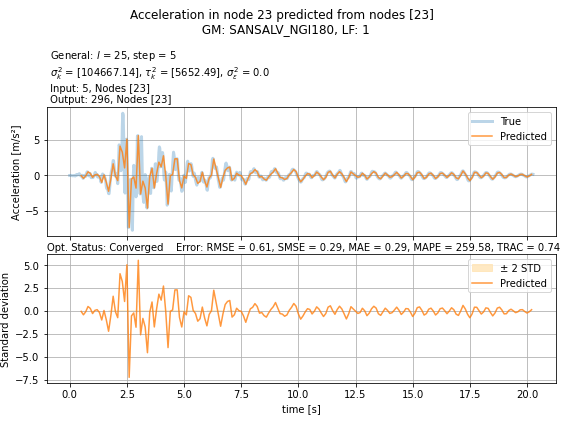 Acceleration in node 23 predicted from nodes [23]
GM: SANSALV_NGI180, LF: 1
General: l = 25, step = 5
σ²ₖ = [104667.14], τ²ₖ = [5652.49], σ²ₙ = 0.0
Input: 5, Nodes [23]
Output: 296, Nodes [23]
True
Predicted
5
0
−5
Acceleration [m/s²]
Opt. Status: Converged    Error: RMSE = 0.61, SMSE = 0.29, MAE = 0.29, MAPE = 259.58, TRAC = 0.74
± 2 STD
Predicted
5.0
2.5
0.0
−2.5
−5.0
−7.5
Standard deviation
0.0 2.5 5.0 7.5 10.0 12.5 15.0 17.5 20.0
time [s]